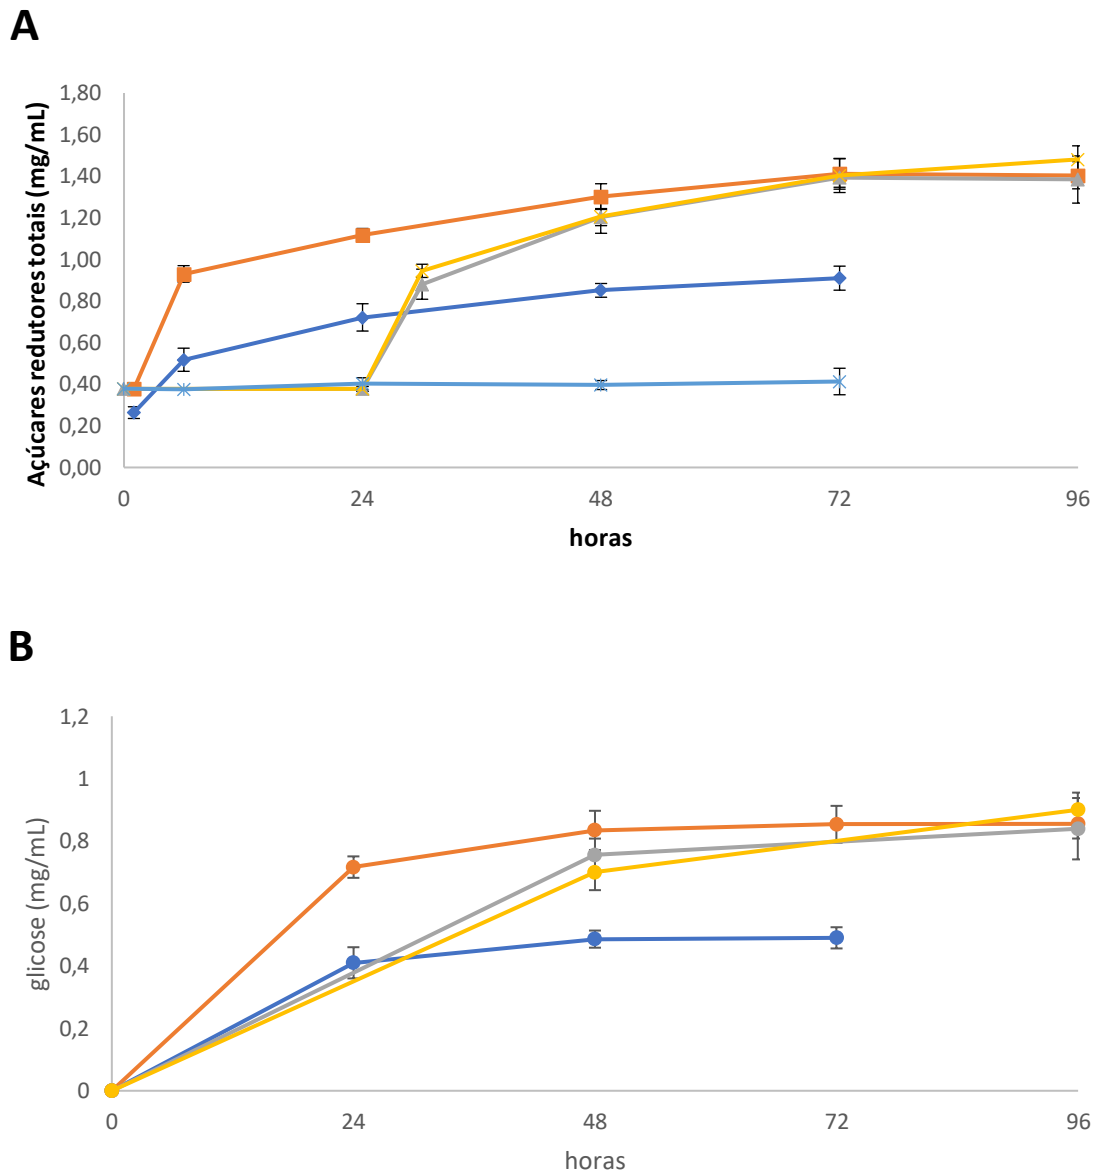 A
Açúcares redutores totais (mg/mL)
1,80
1,60
1,40
1,20
1,00
0,80
0,60
0,40
0,20
0,00
0 24 48 72 96
horas
B
glicose (mg/mL)
1,2
1
0,8
0,6
0,4
0,2
0
0 24 48 72 96
horas